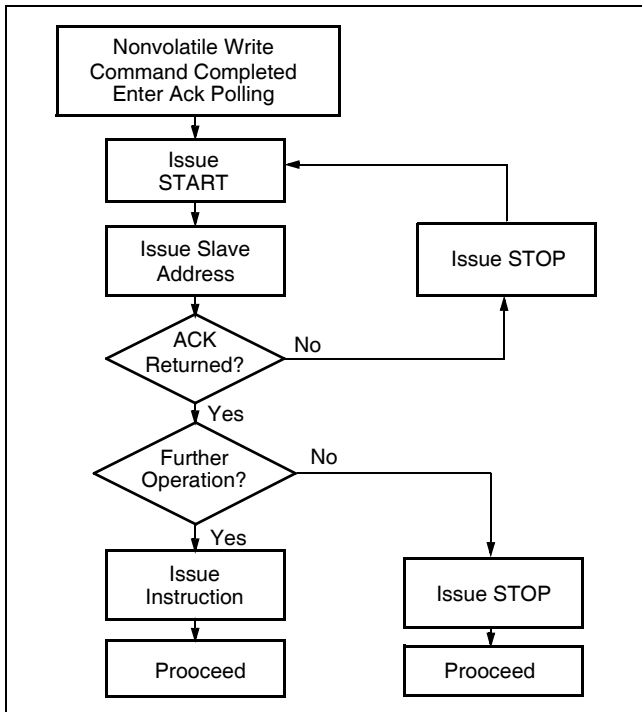 Nonvolatile Write
Command Completed
Enter Ack Polling
Issue
START
Issue Slave
Address
Issue STOP
ACK
Returned?
No
Yes
Further
Operation?
No
Yes
Issue
Instruction
Issue STOP
Prooceed
Prooceed